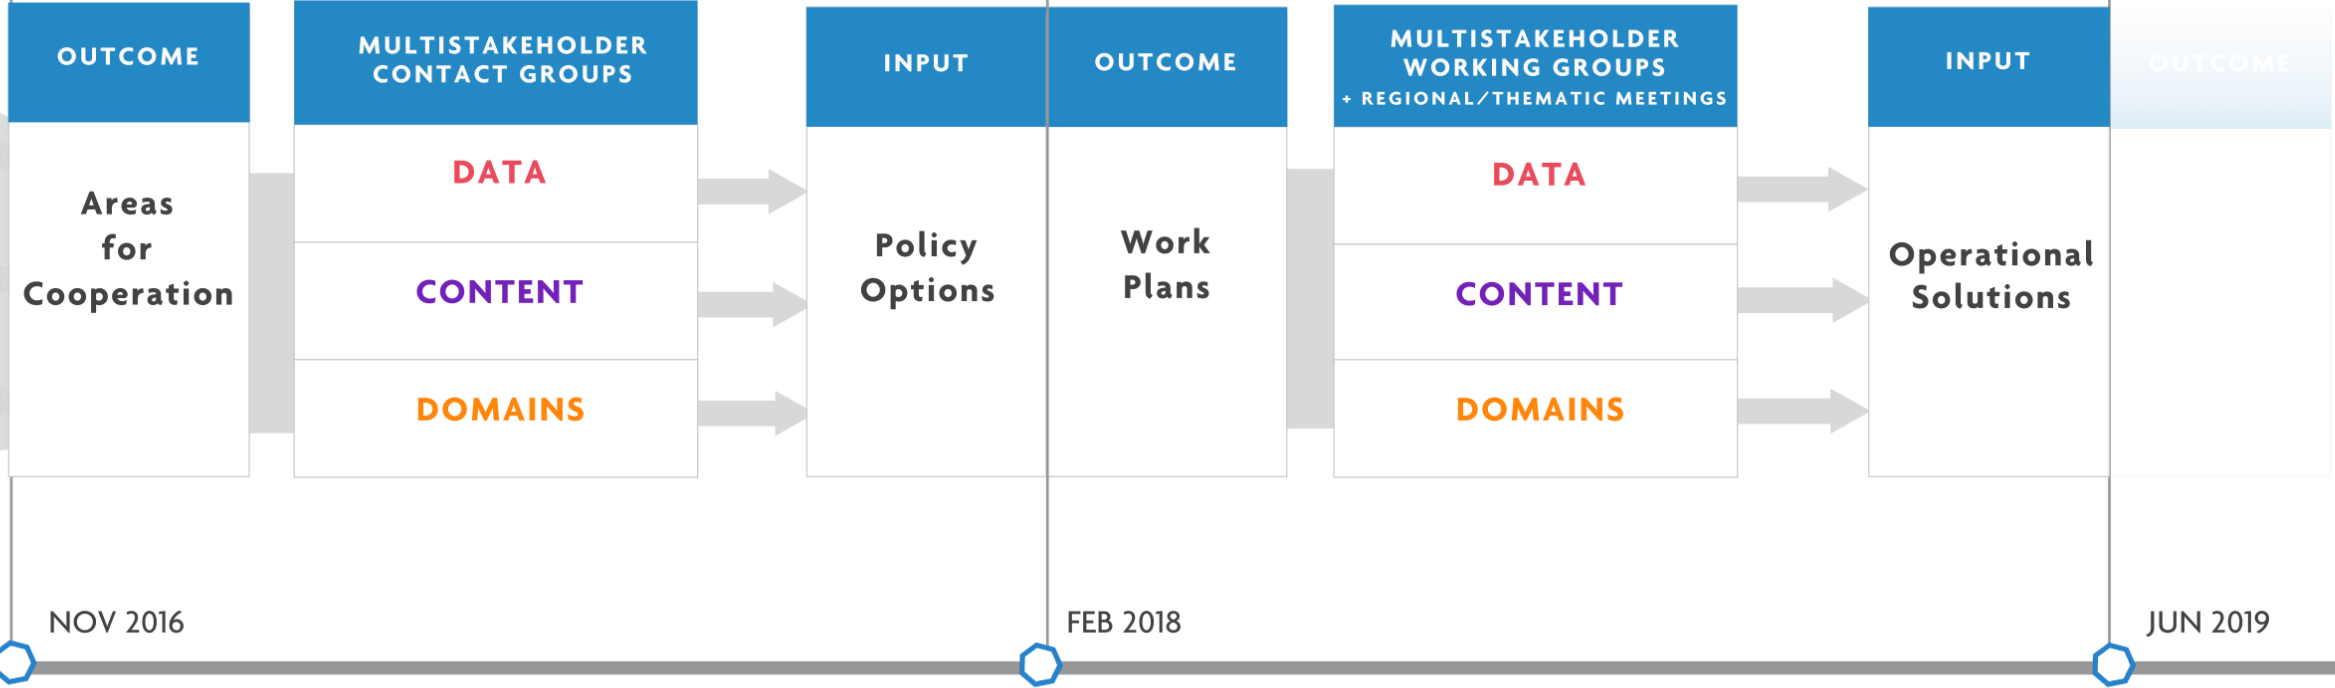 OUTCOME
Areas
for
Cooperation
MULTISTAKEHOLDER
CONTACT GROUPS
DATA
CONTENT
DOMAINS
INPUT
Policy
Options
OUTCOME
Work
Plans
MULTISTAKEHOLDER
WORKING GROUPS
+ REGIONAL/THEMATIC MEETINGS
DATA
CONTENT
DOMAINS
INPUT
Operational
Solutions
OUTCOME
NOV 2016
FEB 2018
JUN 2019